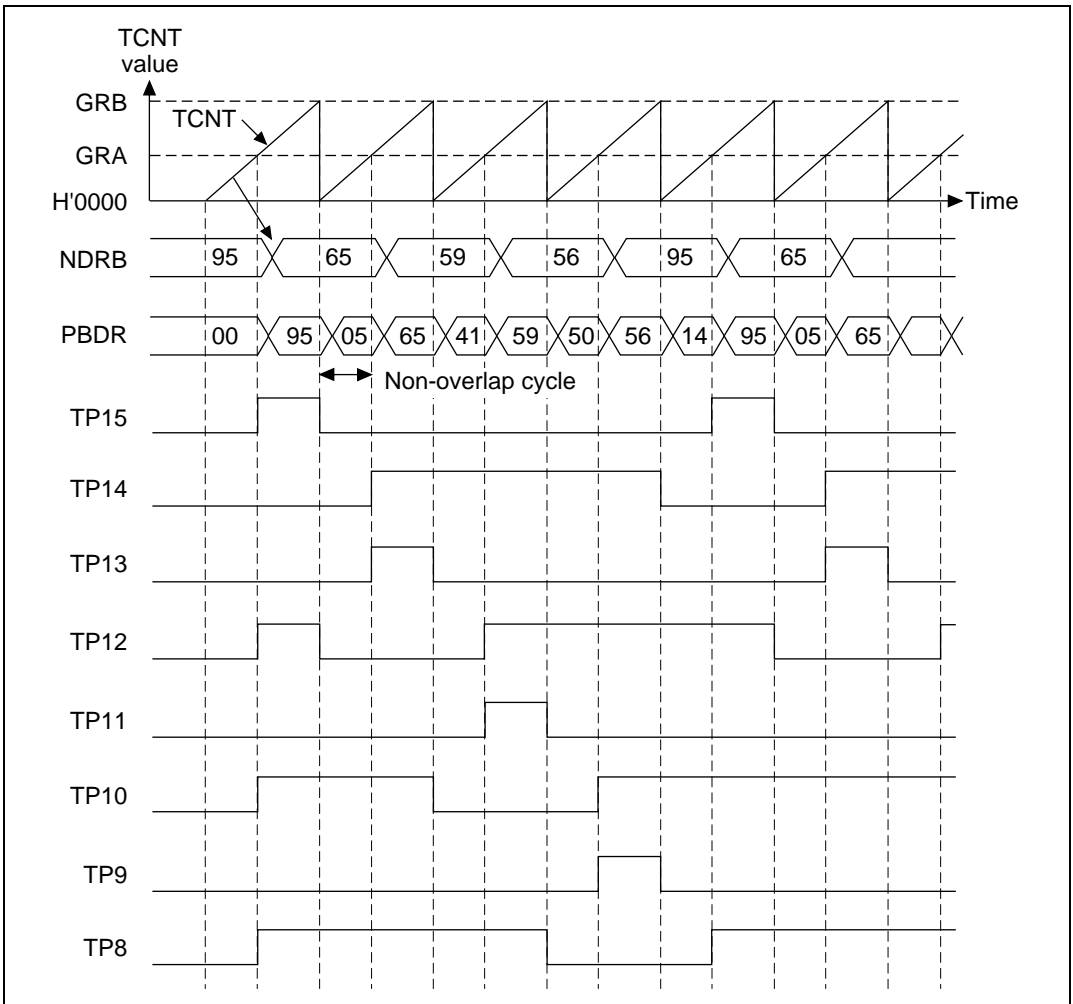 TCNT
value
GRB
TCNT
GRA
H'0000
Time
NDRB 95 65 59 56 95 65
PBDR 00 95 05 65 41 59 50 56 14 95 05 65
Non-overlap cycle
TP15
TP14
TP13
TP12
TP11
TP10
TP9
TP8